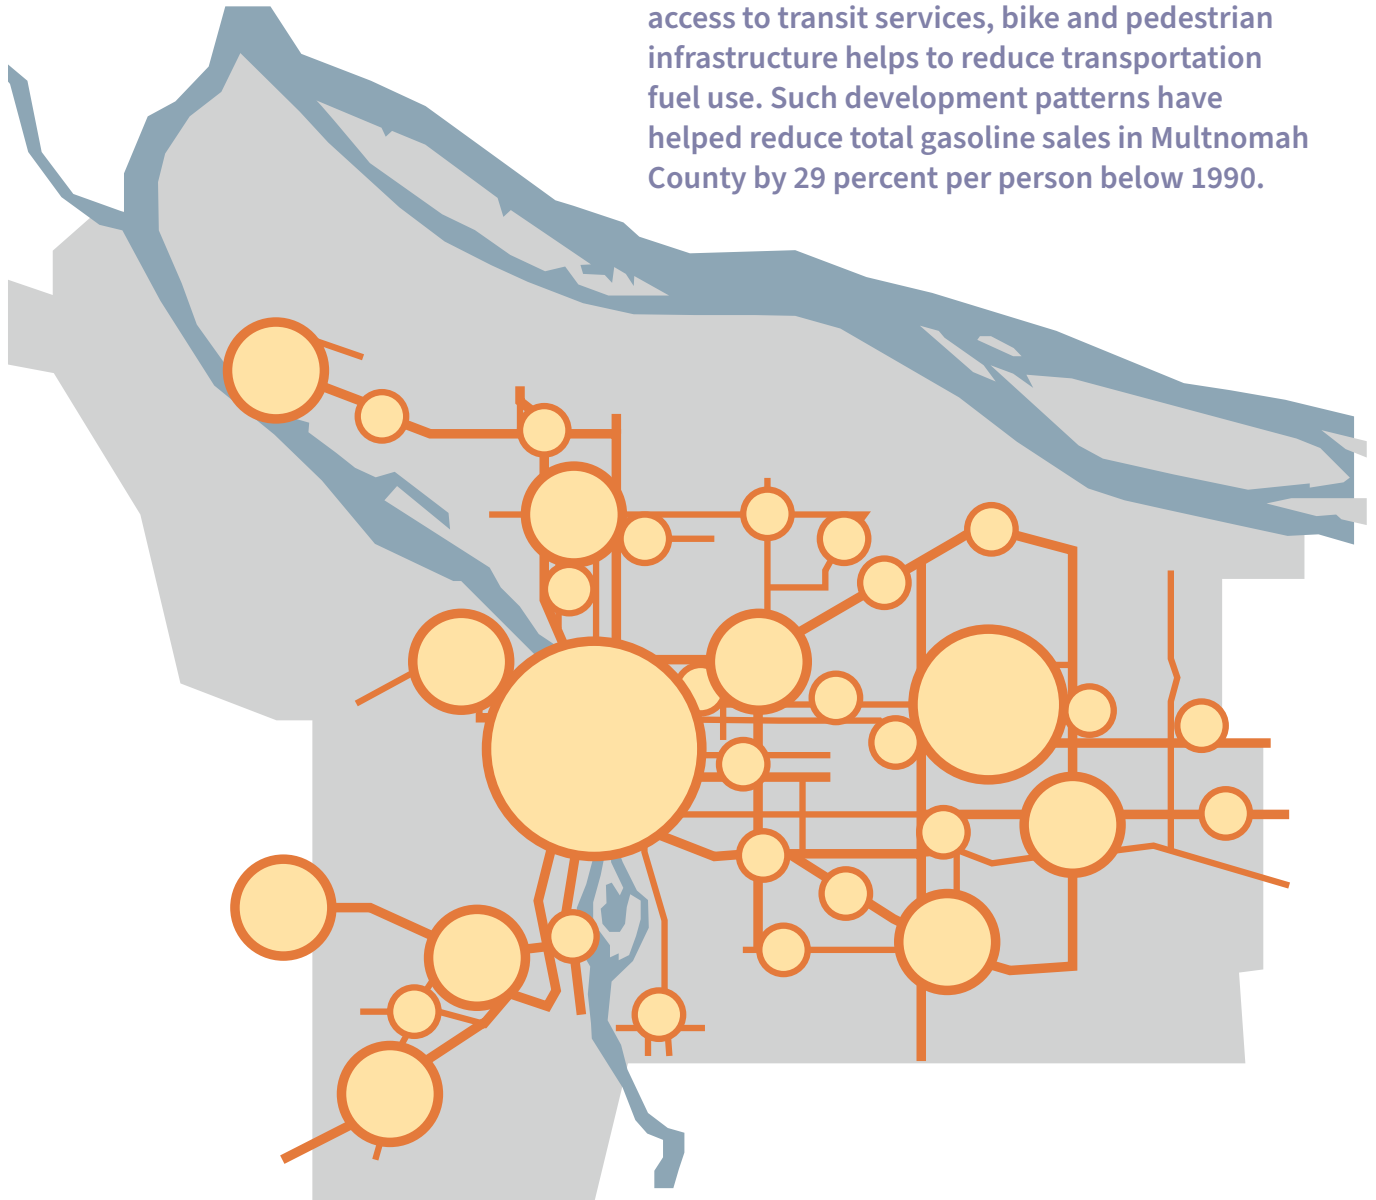 access to transit services, bike and pedestrian
infrastructure helps to reduce transportation
fuel use. Such development patterns have
helped reduce total gasoline sales in Multnomah
County by 29 percent per person below 1990.